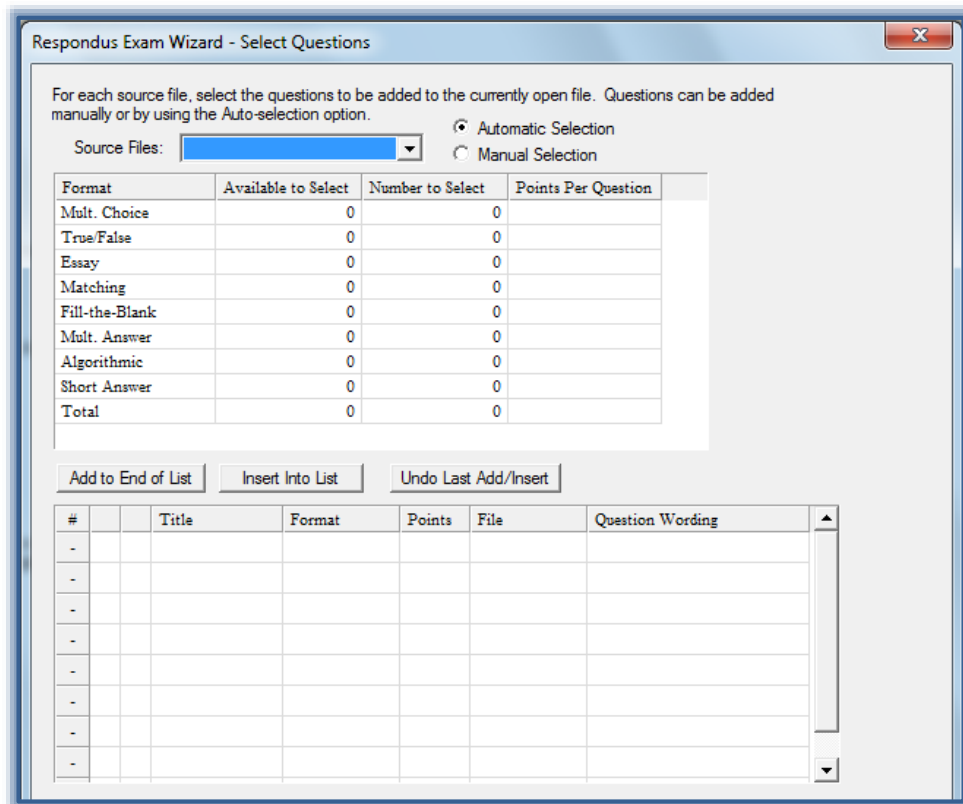 Respondus Exam Wizard - Select Questions
For each source file, select the questions to be added to the currently open file. Questions can be added
manually or by using the Auto-selection option.
Automatic Selection
Source Files:
Manual Selection
Format Available to Select Number to Select Points Per Question
Mult. Choice 0 0
True/False 0 0
Essay 0 0
Matching 0 0
Fill-the-Blank 0 0
Mult. Answer 0 0
Algorithmic 0 0
Short Answer 0 0
Total 0 0
Add to End of List Insert Into List Undo Last Add/Insert
# Title Format Points File Question Wording
-
-
-
-
-
-
-
-